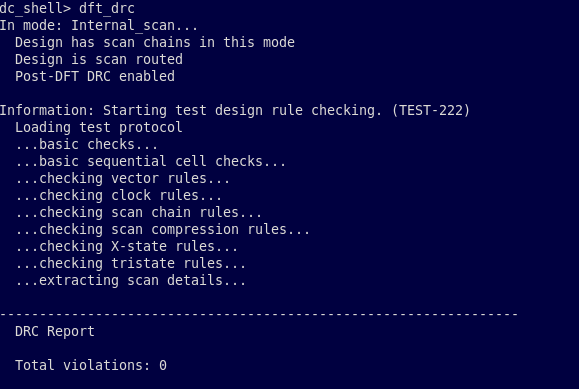 dc_shell> dft_drc
In mode: Internal_scan...
  Design has scan chains in this mode
  Design is scan routed
  Post-DFT DRC enabled

Information: Starting test design rule checking. (TEST-222)
  Loading test protocol
  ...basic checks...
  ...basic sequential cell checks...
  ...checking vector rules...
  ...checking clock rules...
  ...checking scan chain rules...
  ...checking scan compression rules...
  ...checking X-state rules...
  ...checking tristate rules...
  ...extracting scan details...

-----------------------------------------------------------------
  DRC Report

  Total violations: 0